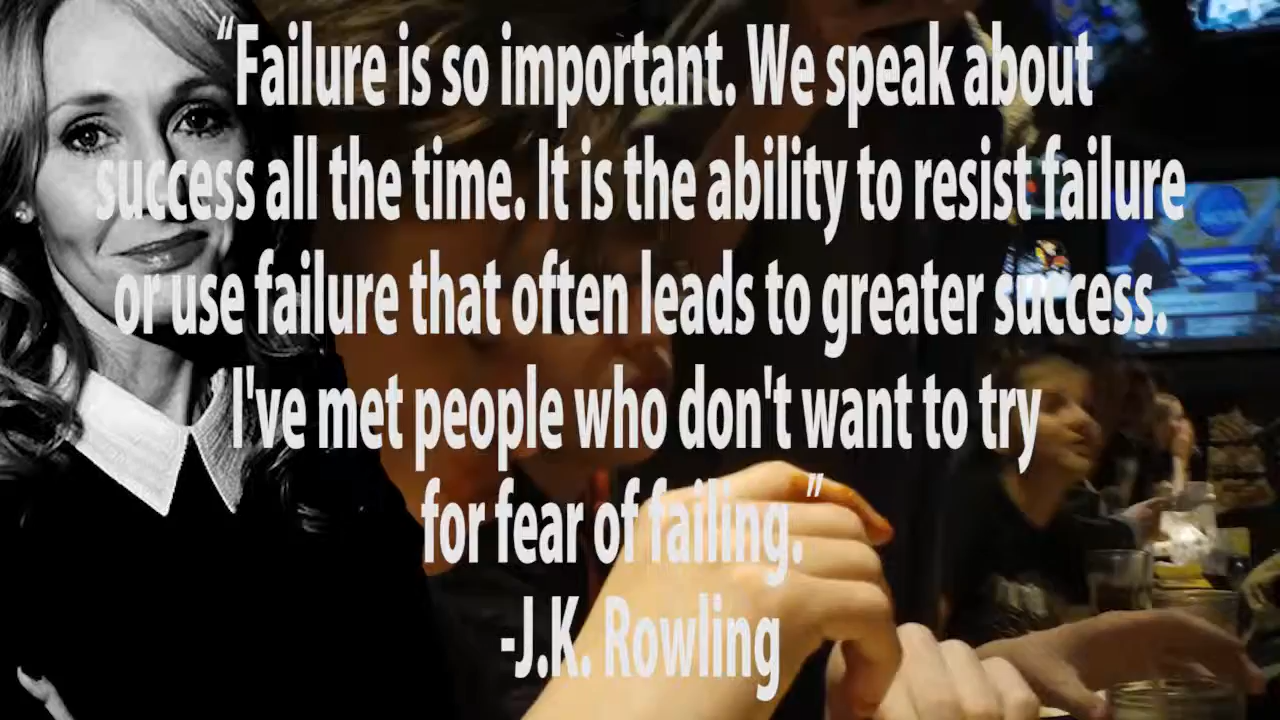 “Failure is so important. We speak about
success all the time. It is the ability to resist failure
or use failure that often leads to greater success.
I've met people who don't want to try
for fear of failing.”
-J.K. Rowling